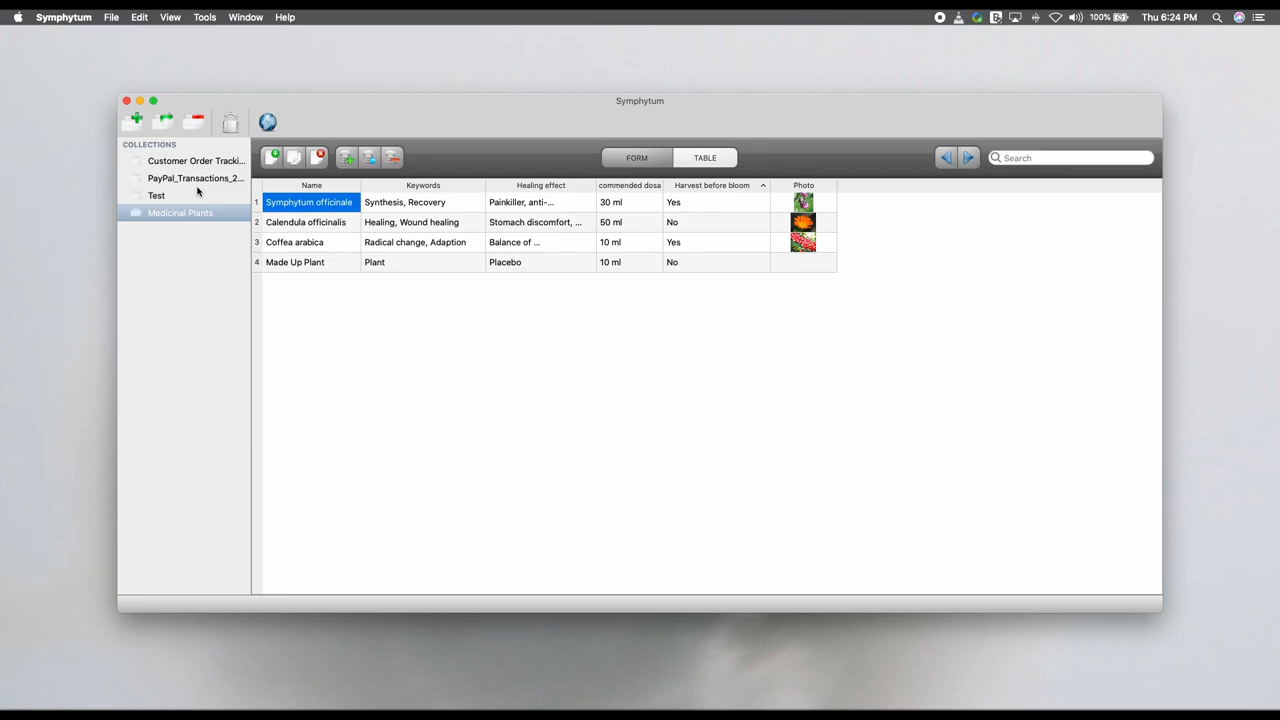 Symphytum File Edit View Tools Window Help 100% Thu 6:24 PM
Symphytum
COLLECTIONS
Customer Order Tracki...
PayPal_Transactions_2...
Test
Medicinal Plants
FORM TABLE Search
Name Keywords Healing effect commended dosa Harvest before bloom Photo
1 Symphytum officinale Synthesis, Recovery Painkiller, anti-... 30 ml Yes
2 Calendula officinalis Healing, Wound healing Stomach discomfort, ... 50 ml No
3 Coffea arabica Radical change, Adaption Balance of ... 10 ml Yes
4 Made Up Plant Plant Placebo 10 ml No